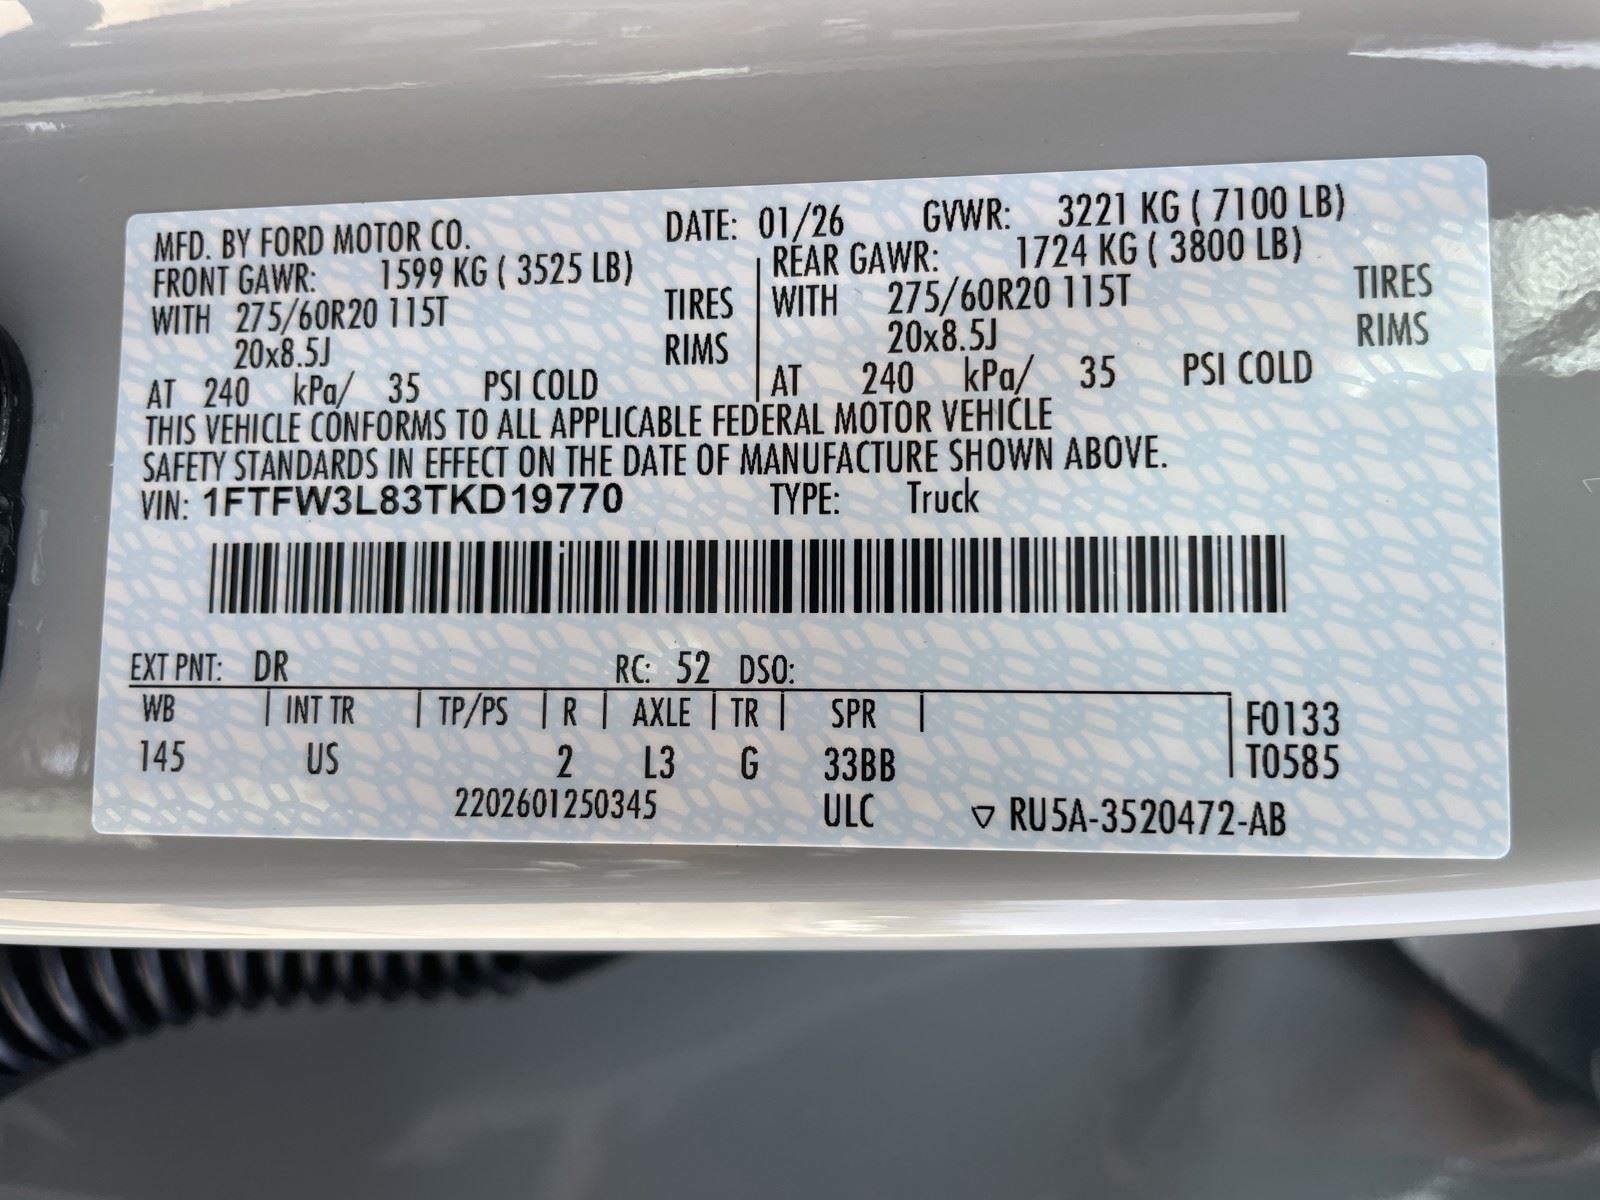 MFD. BY FORD MOTOR CO. DATE: 01/26 GVWR: 3221 KG ( 7100 LB)
FRONT GAWR: 1599 KG ( 3525 LB) REAR GAWR: 1724 KG ( 3800 LB)
WITH 275/60R20 115T TIRES WITH 275/60R20 115T TIRES
20x8.5J RIMS 20x8.5J RIMS
AT 240 kPa/ 35 PSI COLD AT 240 kPa/ 35 PSI COLD
THIS VEHICLE CONFORMS TO ALL APPLICABLE FEDERAL MOTOR VEHICLE
SAFETY STANDARDS IN EFFECT ON THE DATE OF MANUFACTURE SHOWN ABOVE.
VIN: 1FTFW3L83TKD19770 TYPE: Truck
EXT PNT: DR RC: 52 DSO:
WB INT TR TP/PS R AXLE TR SPR F0133
145 US 2 L3 G 33BB T0585
2202601250345 ULC ▽ RU5A-3520472-AB